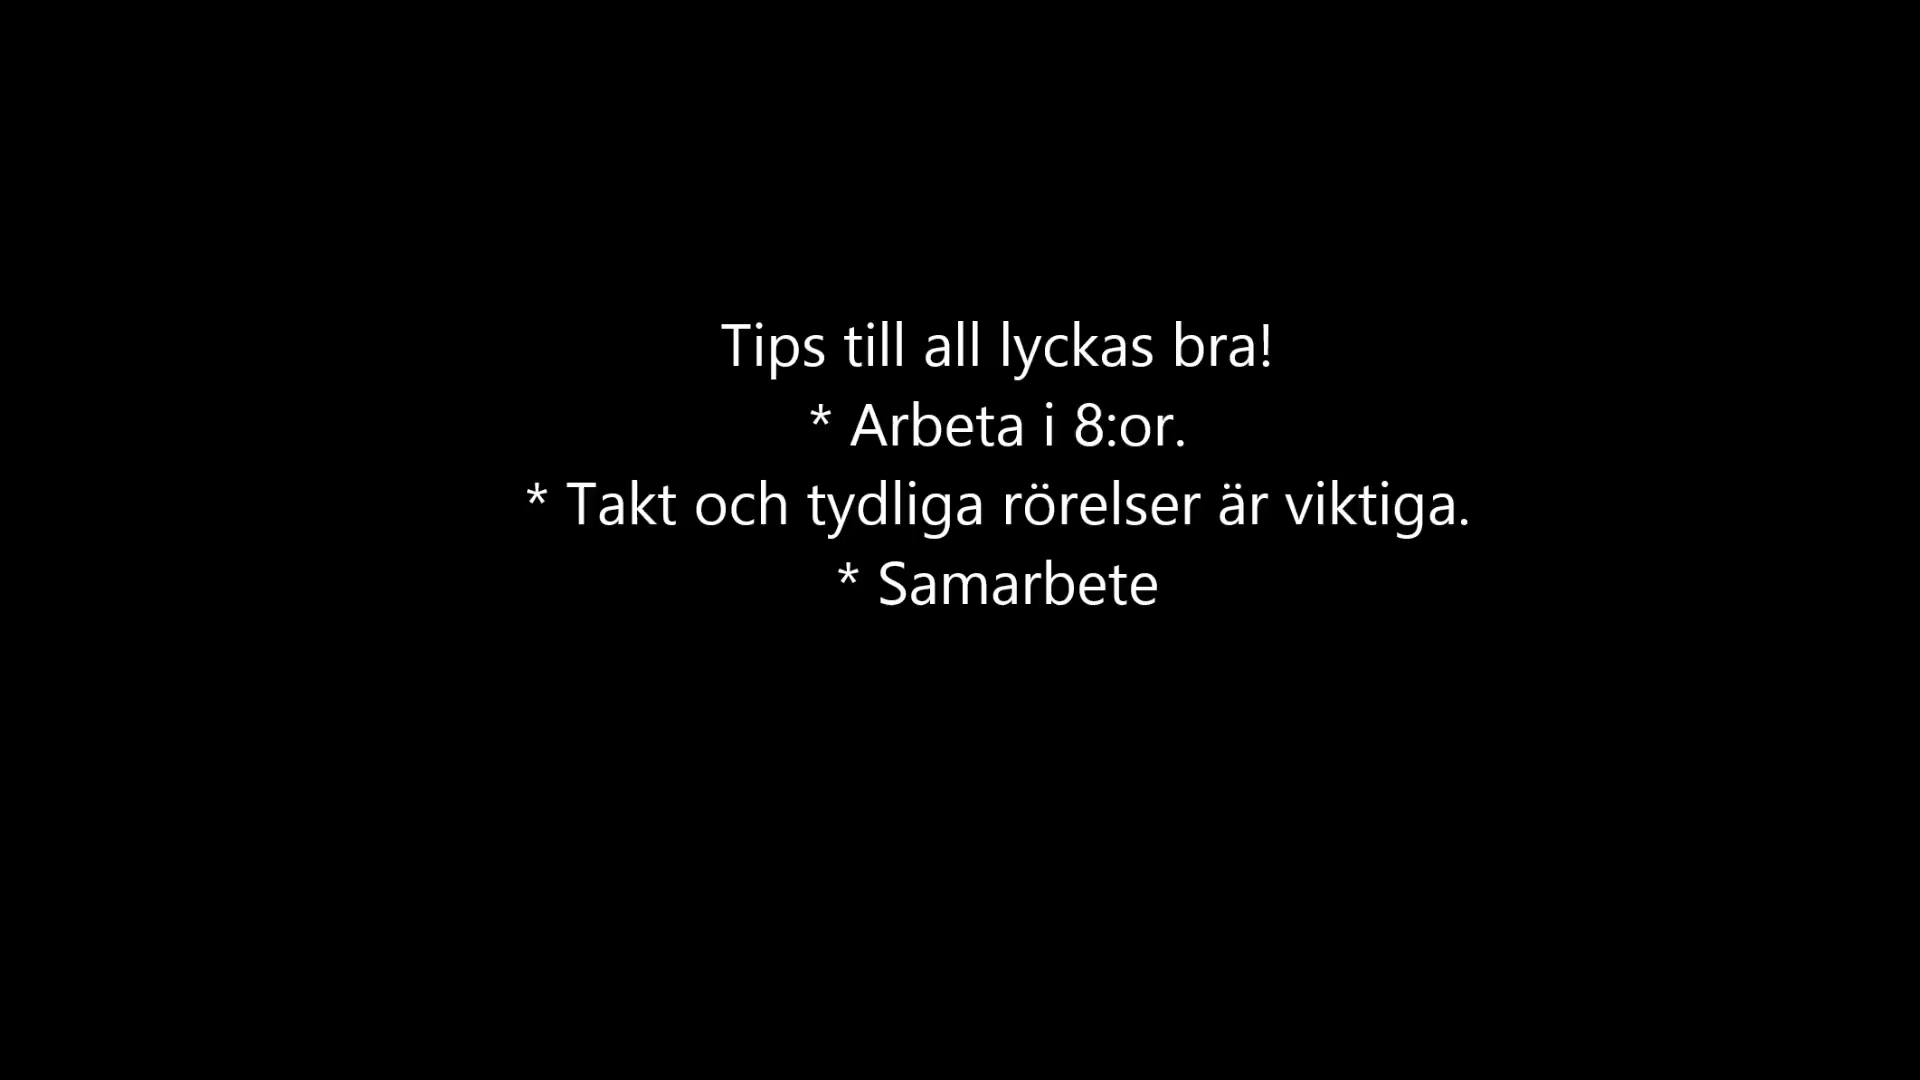 Tips till all lyckas bra!
* Arbeta i 8:or.
* Takt och tydliga rörelser är viktiga.
* Samarbete